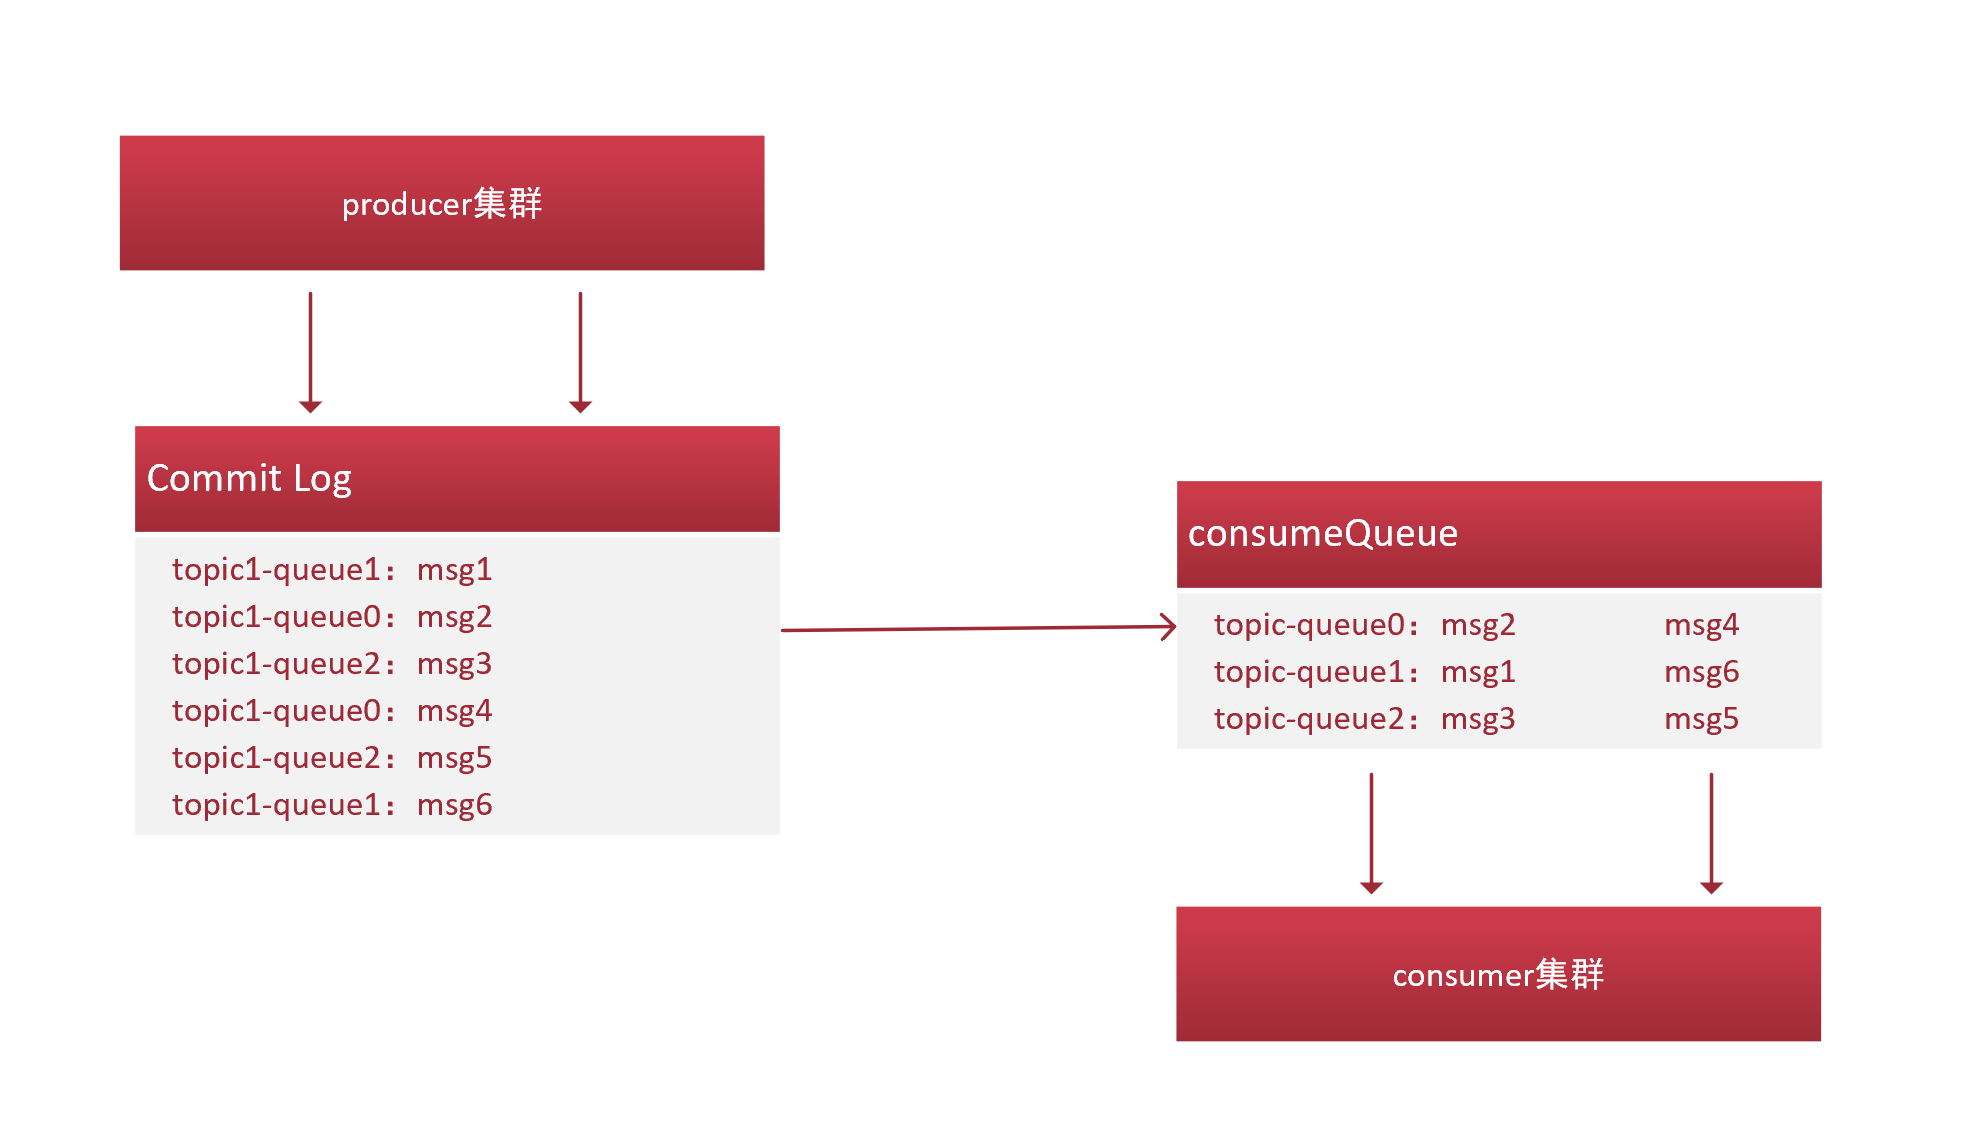 producer集群
Commit Log
topic1-queue1：msg1
topic1-queue0：msg2
topic1-queue2：msg3
topic1-queue0：msg4
topic1-queue2：msg5
topic1-queue1：msg6
consumeQueue
topic-queue0：msg2 msg4
topic-queue1：msg1 msg6
topic-queue2：msg3 msg5
consumer集群